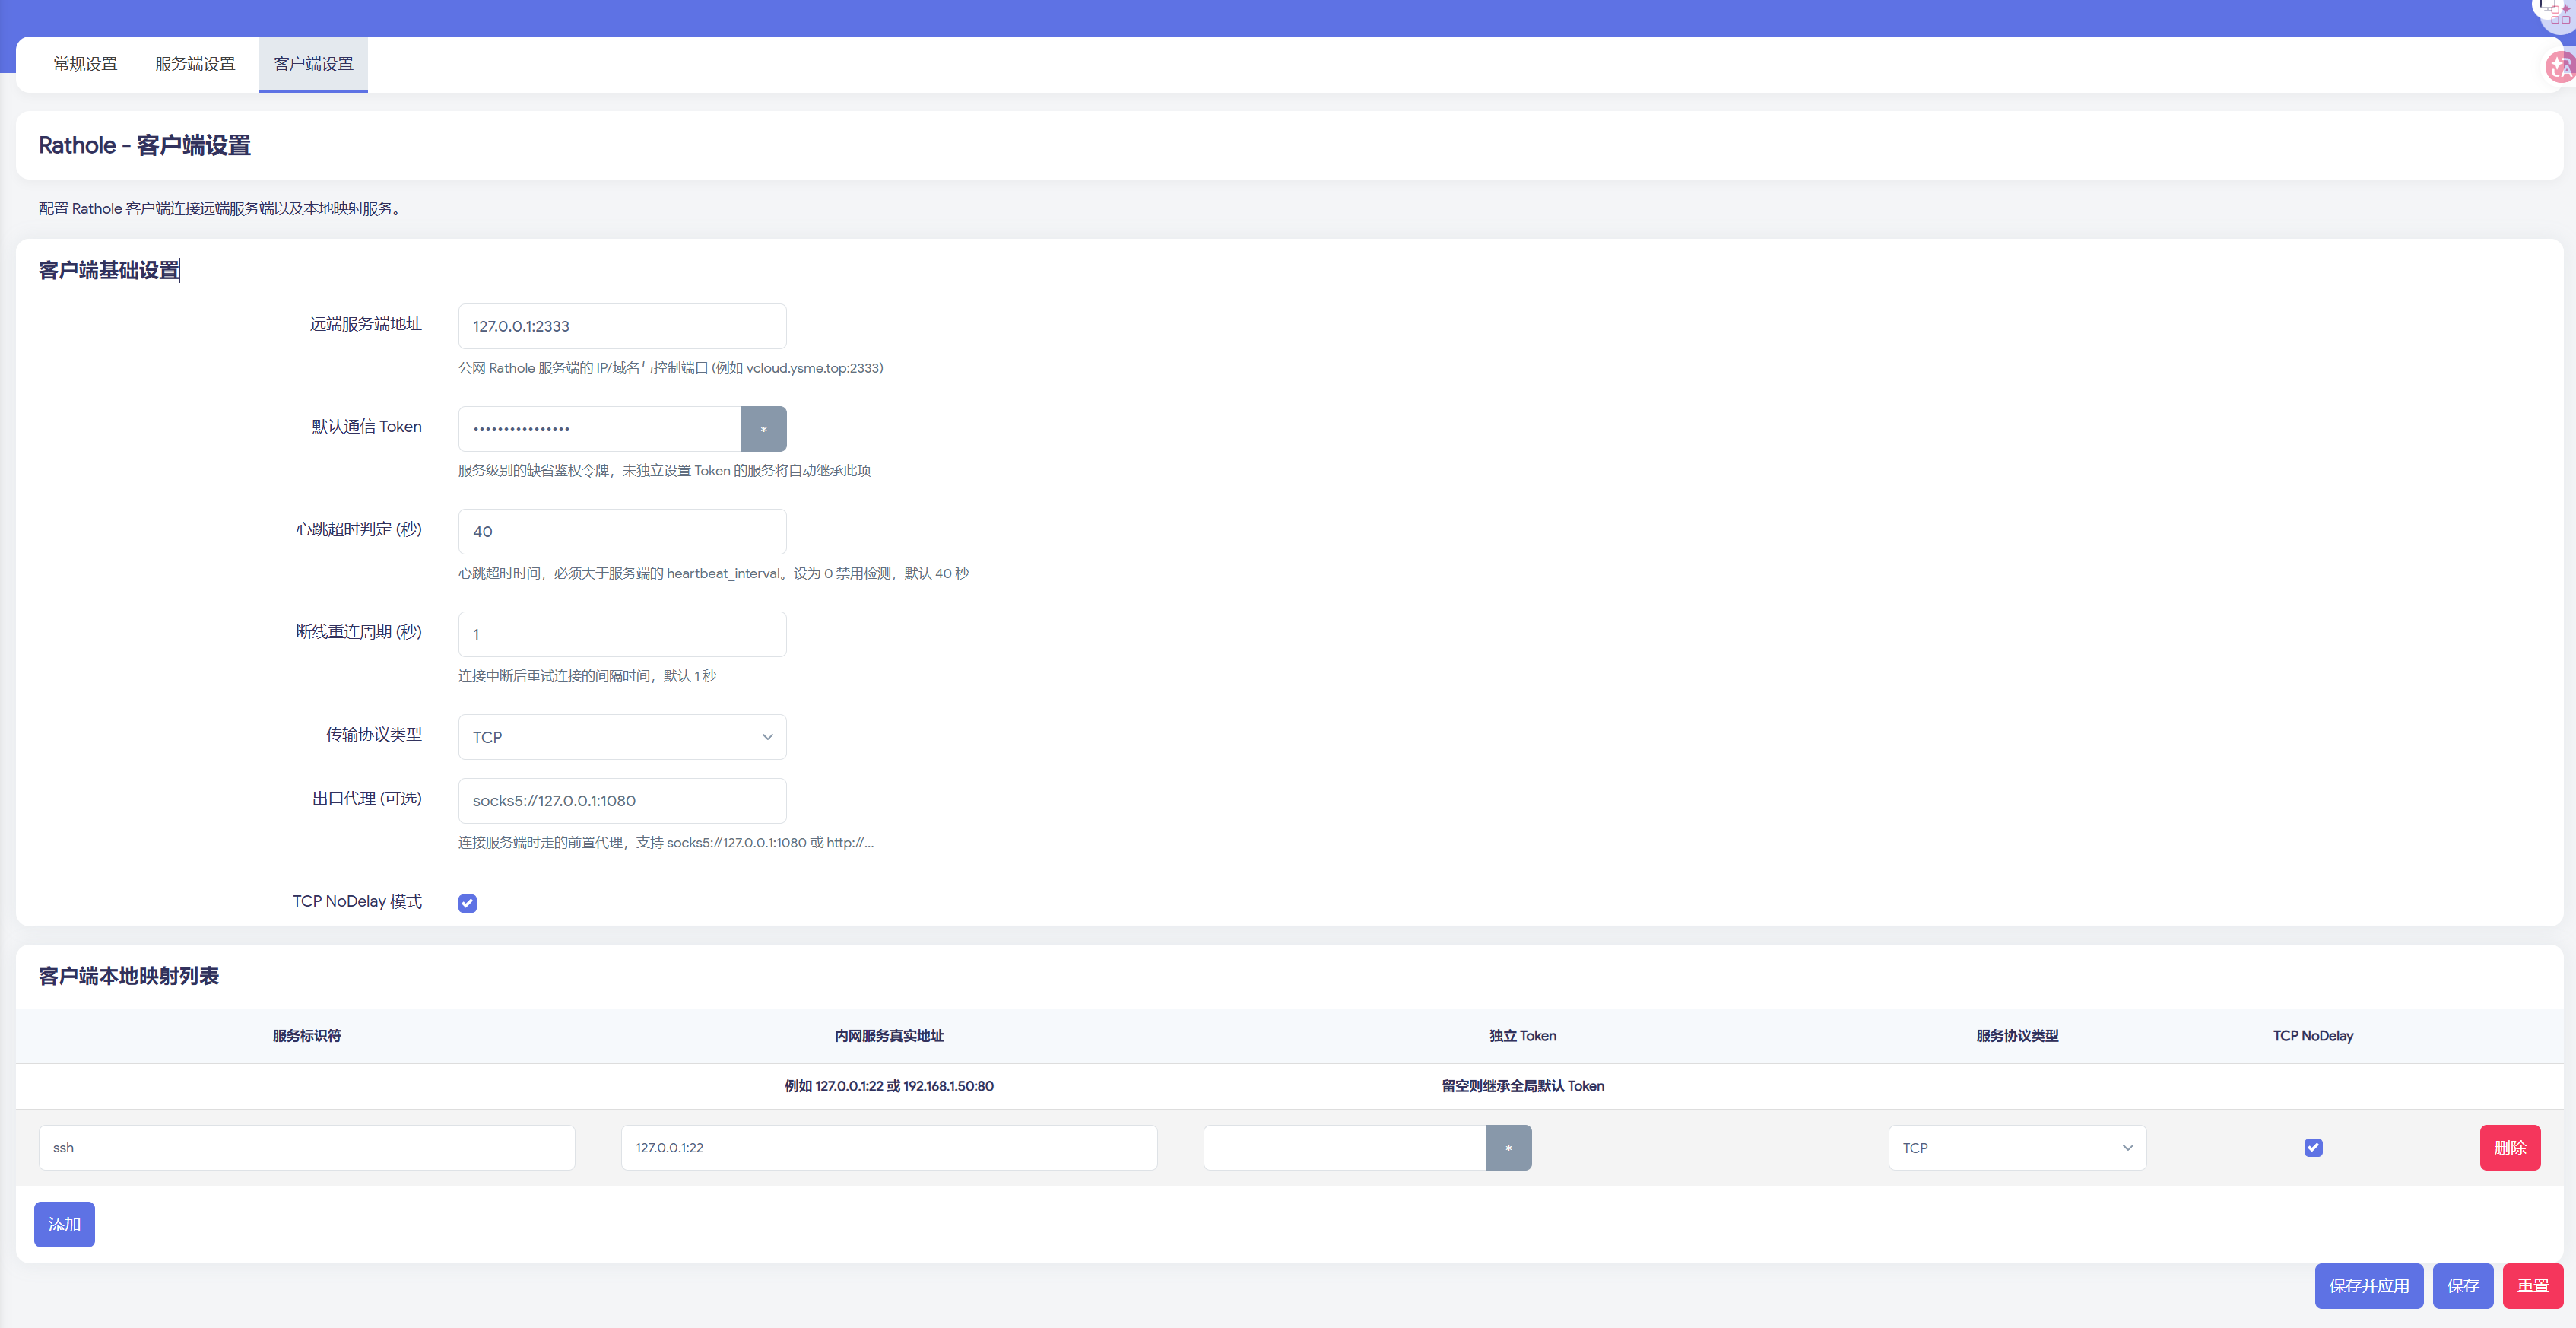 常规设置
服务端设置
客户端设置
Rathole - 客户端设置
配置 Rathole 客户端连接远端服务端以及本地映射服务。
客户端基础设置
远端服务端地址
127.0.0.1:2333
公网 Rathole 服务端的 IP/域名与控制端口 (例如 vcloud.ysme.top:2333)
默认通信 Token
••••••••••••••••
*
服务级别的缺省鉴权令牌，未独立设置 Token 的服务将自动继承此项
心跳超时判定 (秒)
40
心跳超时时间，必须大于服务端的 heartbeat_interval。设为 0 禁用检测，默认 40 秒
断线重连周期 (秒)
1
连接中断后重试连接的间隔时间，默认 1 秒
传输协议类型
TCP
出口代理 (可选)
socks5://127.0.0.1:1080
连接服务端时走的前置代理，支持 socks5://127.0.0.1:1080 或 http://...
TCP NoDelay 模式
客户端本地映射列表
服务标识符
内网服务真实地址
独立 Token
服务协议类型
TCP NoDelay
例如 127.0.0.1:22 或 192.168.1.50:80
留空则继承全局默认 Token
ssh
127.0.0.1:22
*
TCP
删除
添加
保存并应用
保存
重置